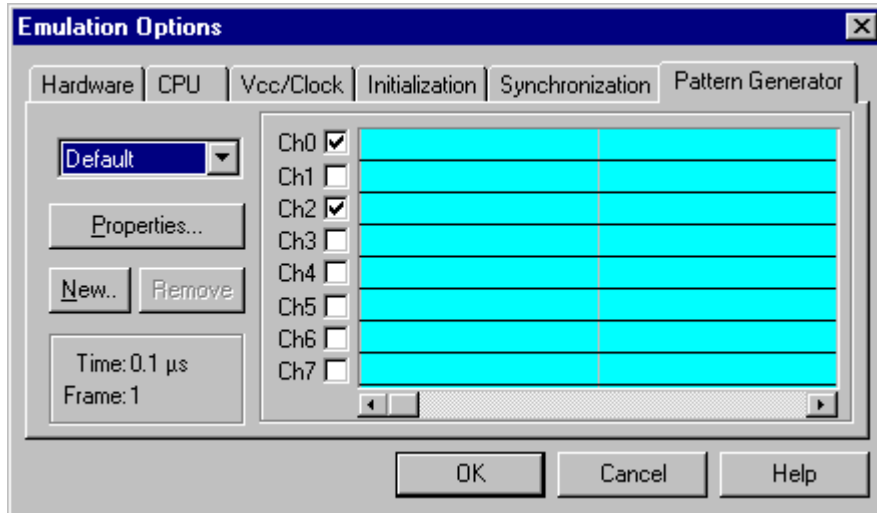 Emulation Options
Hardware CPU Vcc/Clock Initialization Synchronization Pattern Generator
Default
Properties...
New.. Remove
Time: 0.1 µs
Frame: 1
Ch0
Ch1
Ch2
Ch3
Ch4
Ch5
Ch6
Ch7
OK Cancel Help